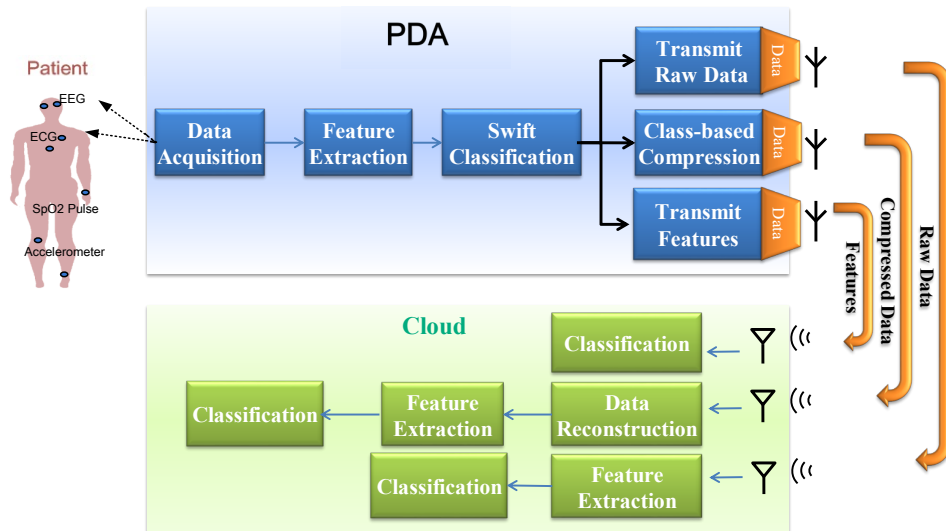 PDA
Patient
EEG
ECG
SpO2 Pulse
Accelerometer
Data
Acquisition
Feature
Extraction
Swift
Classification
Transmit
Raw Data
Data
Class-based
Compression
Data
Transmit
Features
Data
Features
Compressed Data
Raw Data
Cloud
Classification
Classification
Feature
Extraction
Data
Reconstruction
Classification
Feature
Extraction